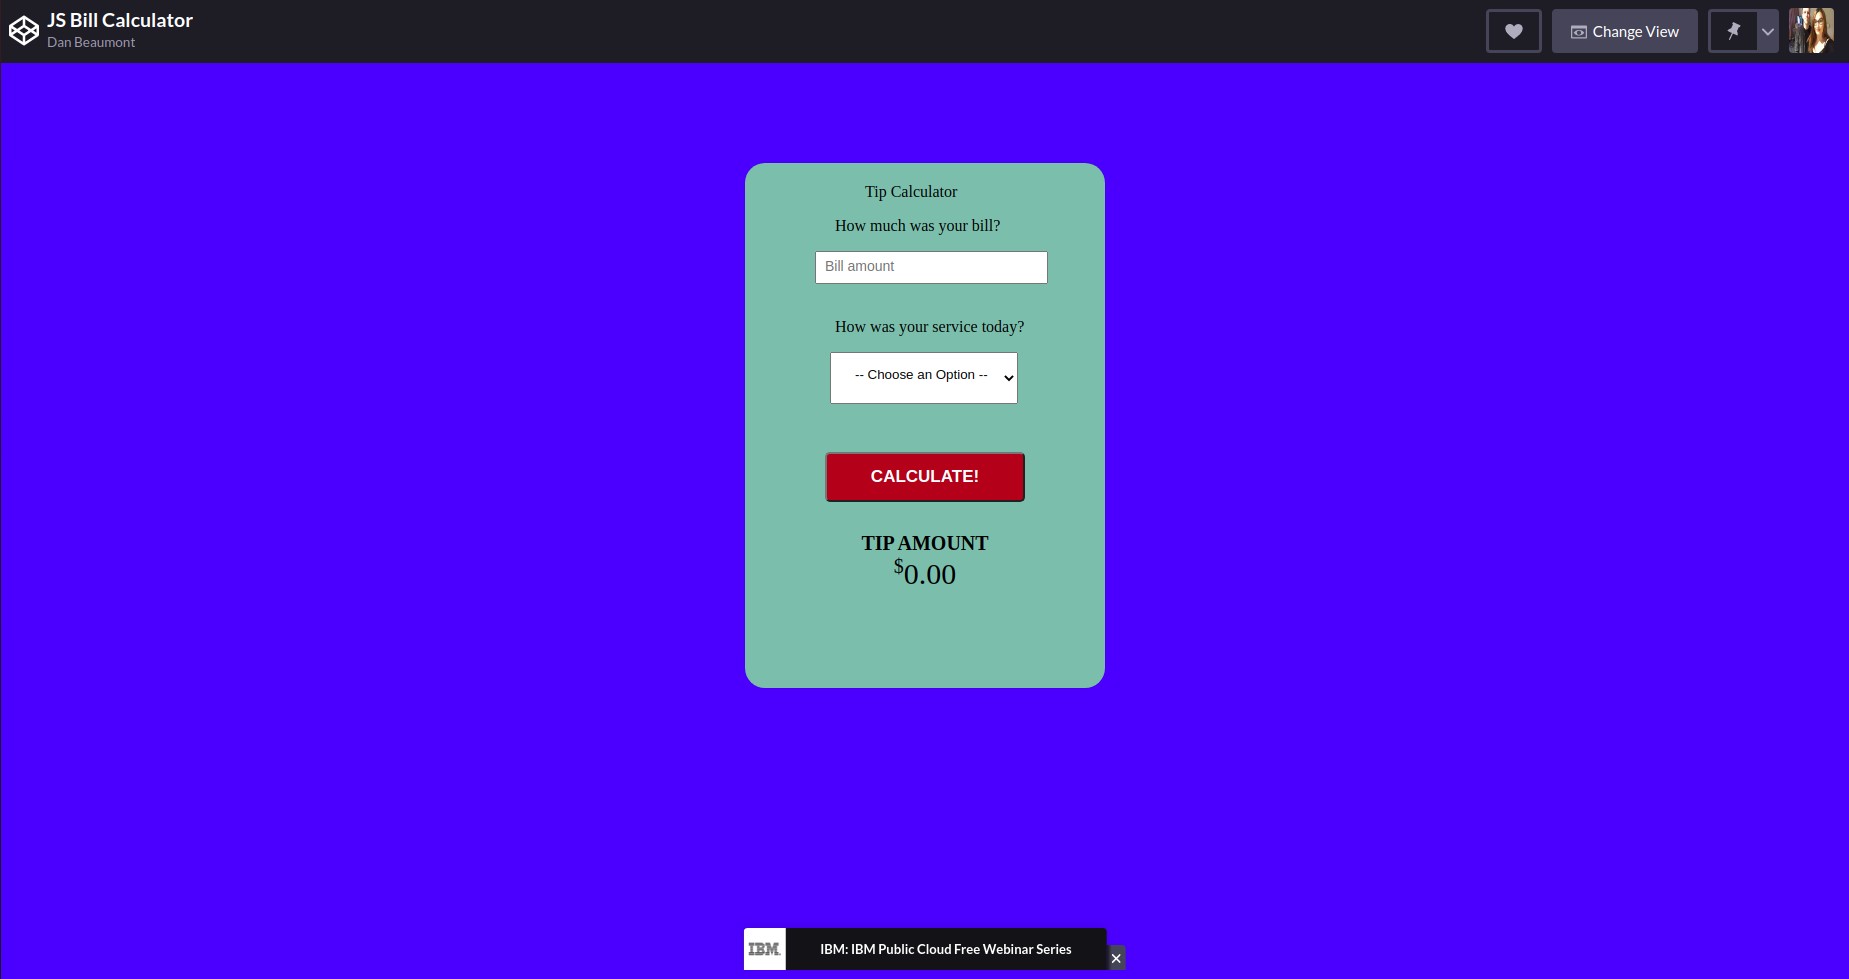 JS Bill Calculator
Dan Beaumont
Change View
Tip Calculator
How much was your bill?
Bill amount
How was your service today?
-- Choose an Option --
CALCULATE!
TIP AMOUNT
$0.00
IBM
IBM: IBM Public Cloud Free Webinar Series